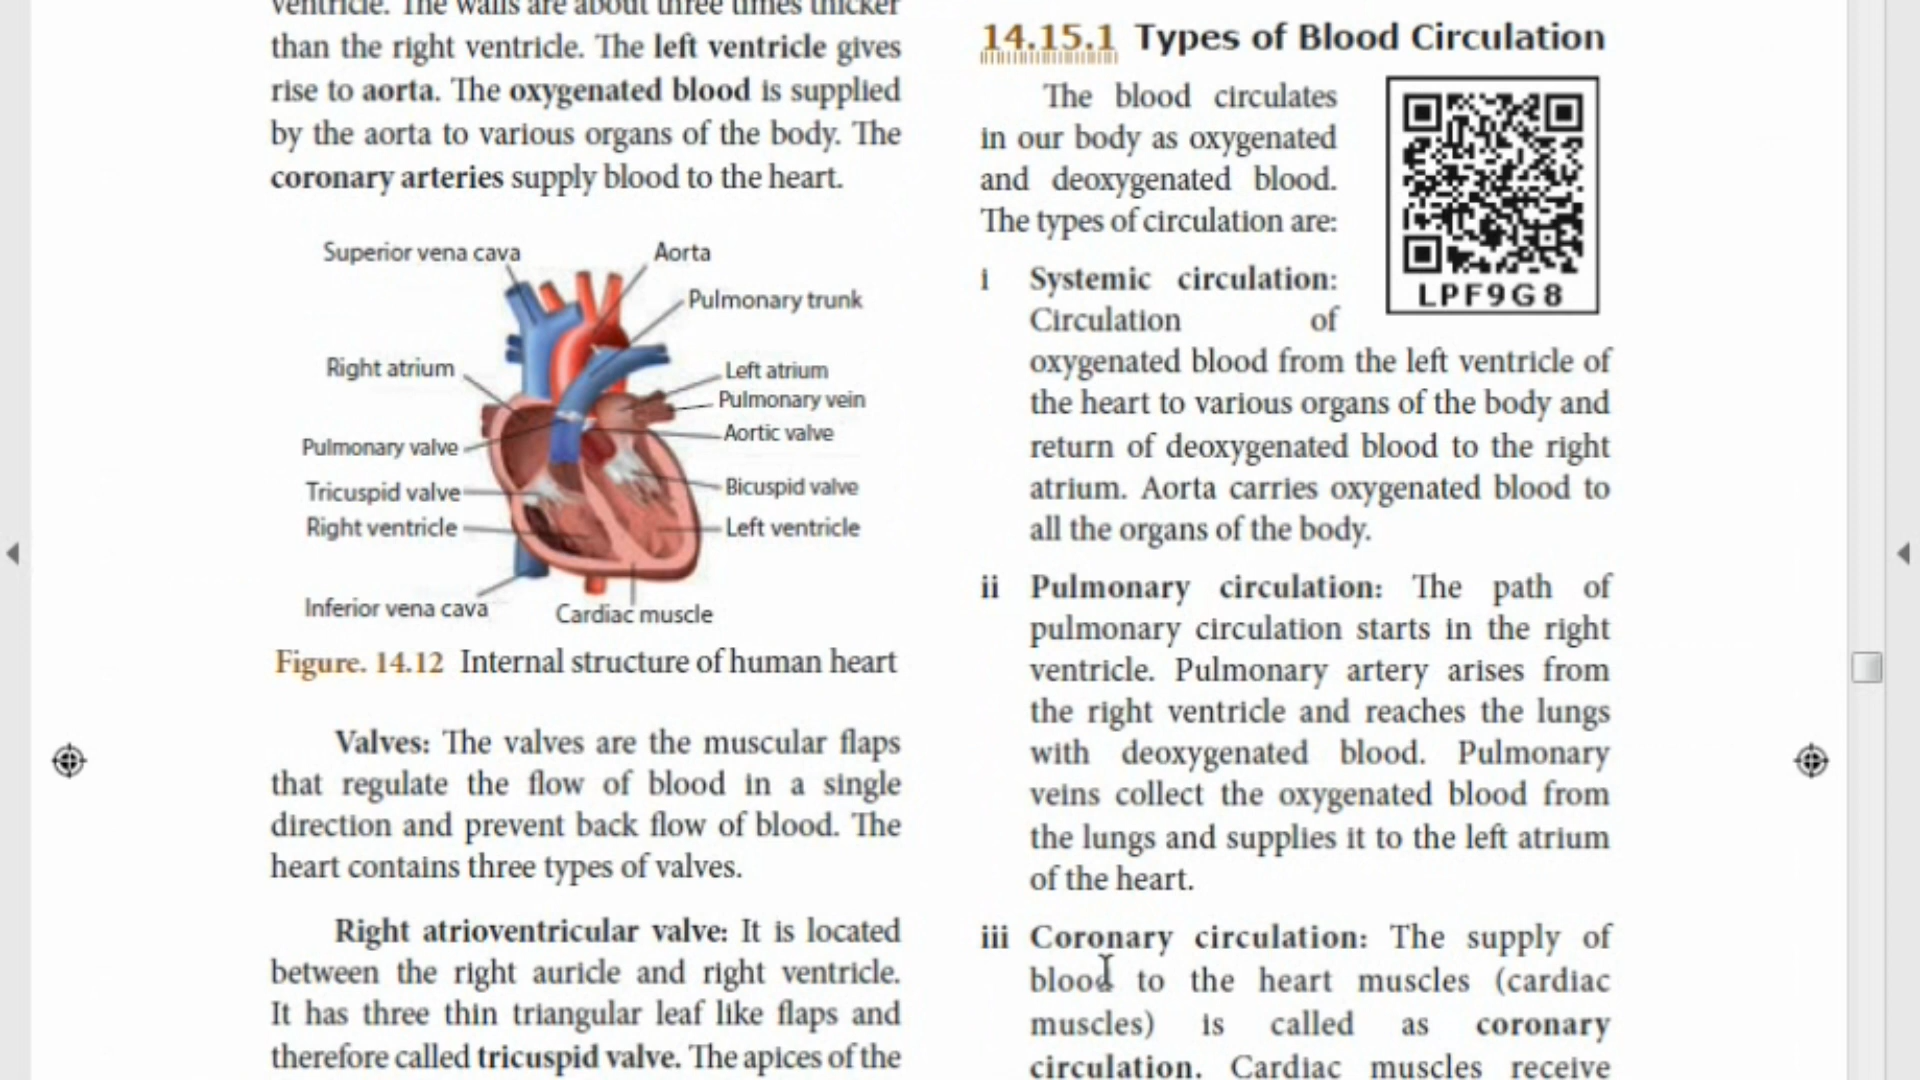 ventricle. The walls are about three times thicker
than the right ventricle. The left ventricle gives
rise to aorta. The oxygenated blood is supplied
by the aorta to various organs of the body. The
coronary arteries supply blood to the heart.
Superior vena cava
Aorta
Pulmonary trunk
Right atrium
Left atrium
Pulmonary vein
Aortic valve
Pulmonary valve
Bicuspid valve
Tricuspid valve
Right ventricle
Left ventricle
Inferior vena cava
Cardiac muscle
Figure. 14.12 Internal structure of human heart
Valves: The valves are the muscular flaps
that regulate the flow of blood in a single
direction and prevent back flow of blood. The
heart contains three types of valves.
Right atrioventricular valve: It is located
between the right auricle and right ventricle.
It has three thin triangular leaf like flaps and
therefore called tricuspid valve. The apices of the
14.15.1 Types of Blood Circulation
The blood circulates
in our body as oxygenated
and deoxygenated blood.
The types of circulation are:
LPF9G8
i Systemic circulation:
Circulation of
oxygenated blood from the left ventricle of
the heart to various organs of the body and
return of deoxygenated blood to the right
atrium. Aorta carries oxygenated blood to
all the organs of the body.
ii Pulmonary circulation: The path of
pulmonary circulation starts in the right
ventricle. Pulmonary artery arises from
the right ventricle and reaches the lungs
with deoxygenated blood. Pulmonary
veins collect the oxygenated blood from
the lungs and supplies it to the left atrium
of the heart.
iii Coronary circulation: The supply of
blood to the heart muscles (cardiac
muscles) is called as coronary
circulation. Cardiac muscles receive